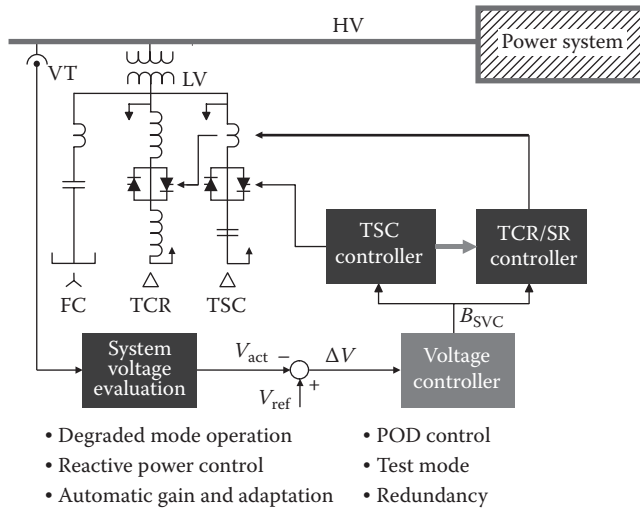 HV
Power system
VT
LV
TSC
controller
TCR/SR
controller
FC
TCR
TSC
B_SVC
System
voltage
evaluation
V_act
−
ΔV
+
V_ref
Voltage
controller
• Degraded mode operation
• Reactive power control
• Automatic gain and adaptation
• POD control
• Test mode
• Redundancy